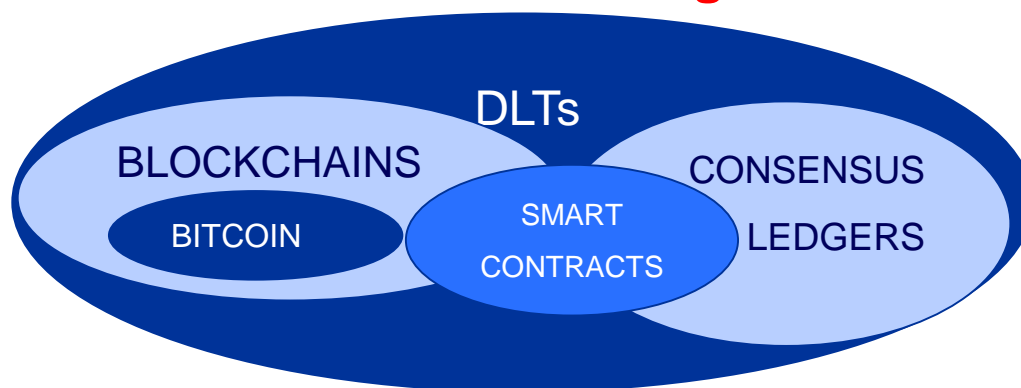 DLTs
BLOCKCHAINS
BITCOIN
SMART
CONTRACTS
CONSENSUS
LEDGERS